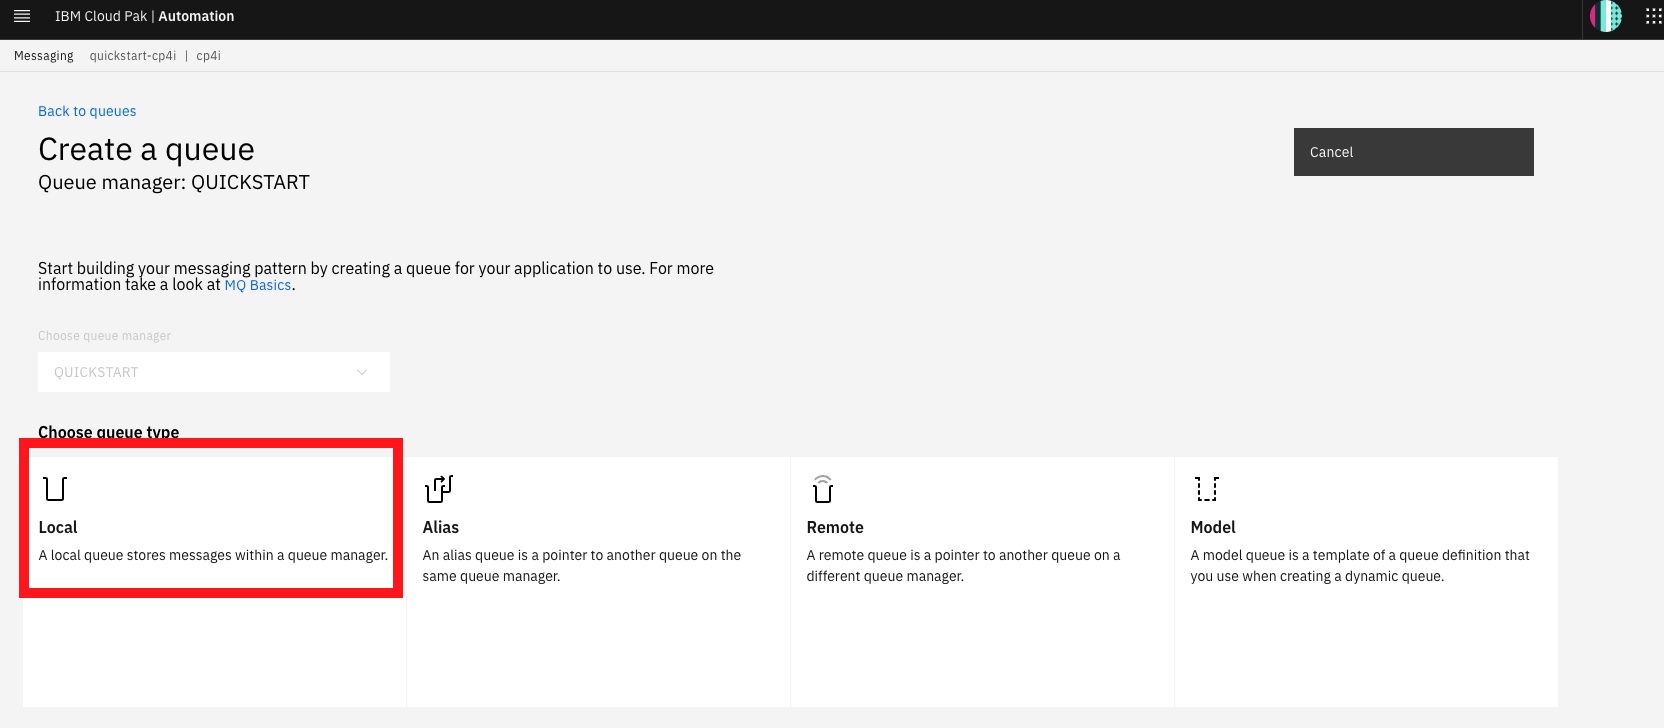 IBM Cloud Pak | Automation
Messaging quickstart-cp4i | cp4i
Back to queues
Create a queue
Cancel
Queue manager: QUICKSTART
Start building your messaging pattern by creating a queue for your application to use. For more
information take a look at MQ Basics.
Choose queue manager
QUICKSTART
Choose queue type
Local
A local queue stores messages within a queue manager.
Alias
An alias queue is a pointer to another queue on the
same queue manager.
Remote
A remote queue is a pointer to another queue on a
different queue manager.
Model
A model queue is a template of a queue definition that
you use when creating a dynamic queue.